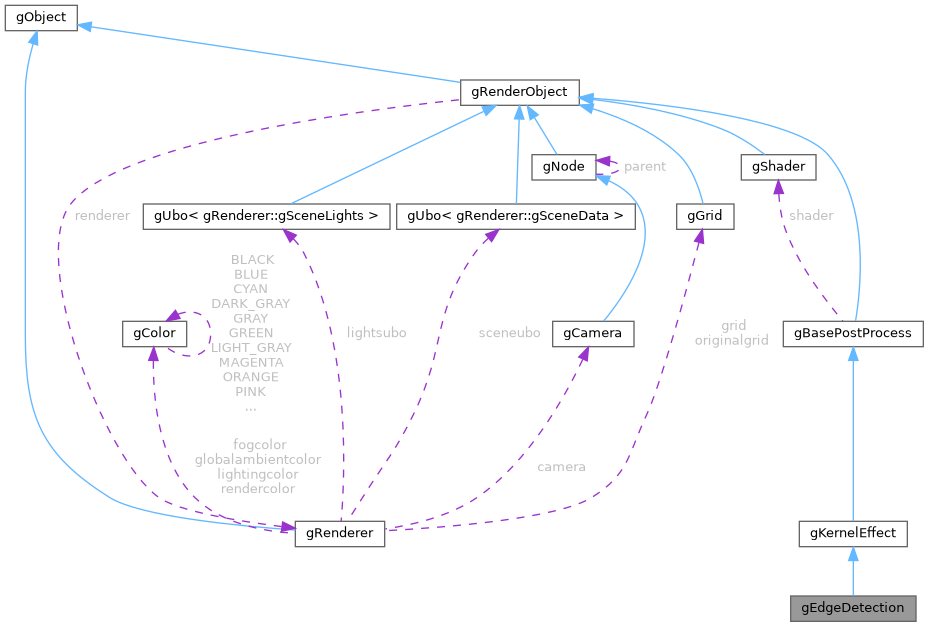 gObject
gRenderObject
gNode
parent
gShader
renderer
gUbo< gRenderer::gSceneLights >
gUbo< gRenderer::gSceneData >
gGrid
shader
BLACK
BLUE
CYAN
DARK_GRAY
GRAY
GREEN
LIGHT_GRAY
MAGENTA
ORANGE
PINK
...
gColor
lightsubo
sceneubo
gCamera
grid
originalgrid
gBasePostProcess
fogcolor
globalambientcolor
lightingcolor
rendercolor
camera
gRenderer
gKernelEffect
gEdgeDetection